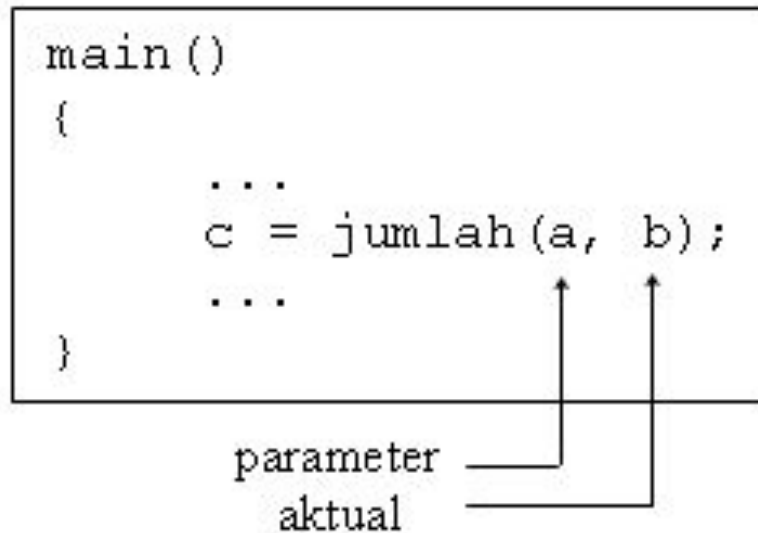 main()
{
...
c = jumlah(a, b);
...
}
parameter
aktual